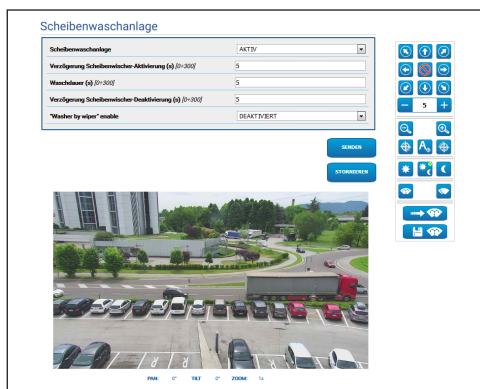 Scheibenwaschanlage
Scheibenwaschanlage AKTIV
Verzögerung Scheibenwischer-Aktivierung (s) [0÷300] 5
Waschdauer (s) [0÷300] 5
Verzögerung Scheibenwischer-Deaktivierung (s) [0÷300] 5
"Washer by wiper" enable DEAKTIVIERT
SENDEN
STORNIEREN
5
A
PAN: 0° TILT 0° ZOOM: 1x